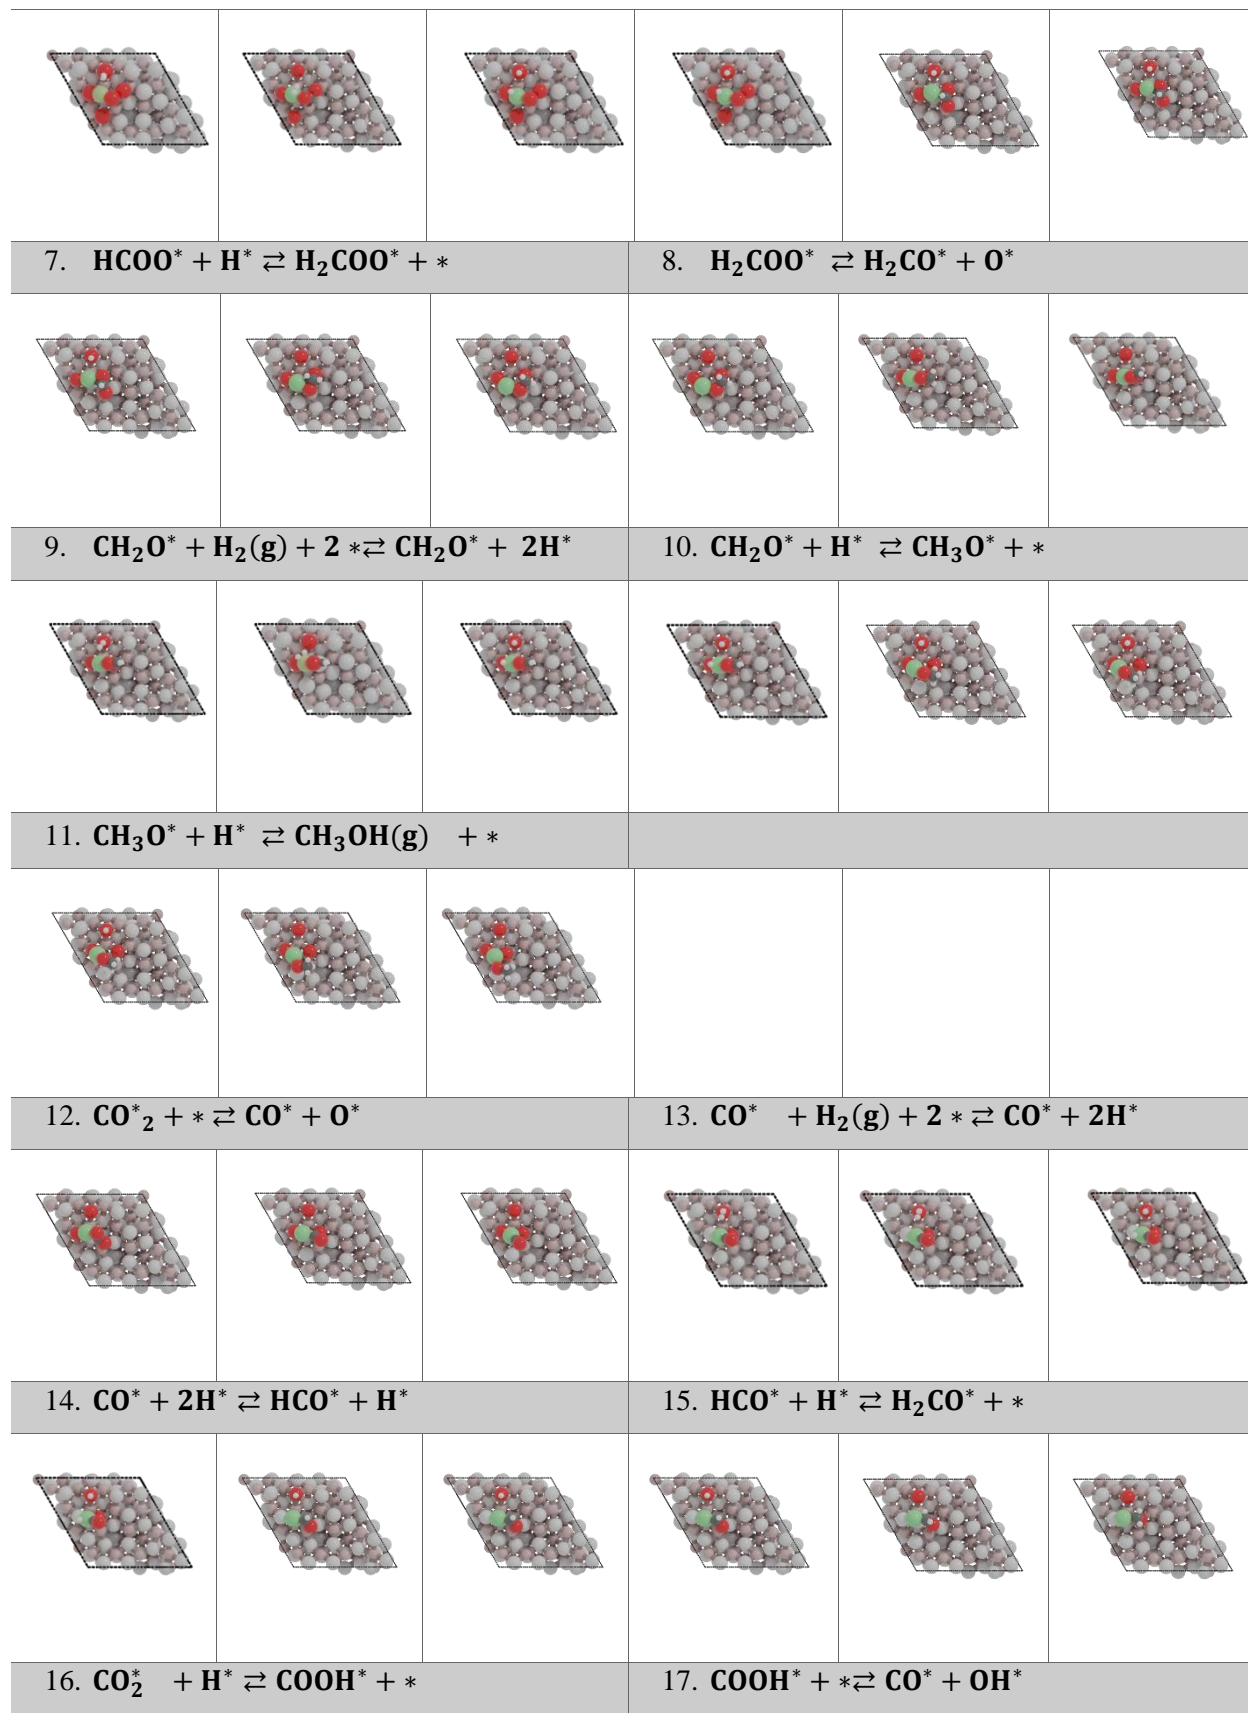 7. HCOO* + H* ⇄ H₂COO* + *
8. H₂COO* ⇄ H₂CO* + O*
9. CH₂O* + H₂(g) + 2 *⇄ CH₂O* + 2H*
10. CH₂O* + H* ⇄ CH₃O* + *
11. CH₃O* + H* ⇄ CH₃OH(g) + *
12. CO*₂ + * ⇄ CO* + O*
13. CO* + H₂(g) + 2 * ⇄ CO* + 2H*
14. CO* + 2H* ⇄ HCO* + H*
15. HCO* + H* ⇄ H₂CO* + *
16. CO₂* + H* ⇄ COOH* + *
17. COOH* + *⇄ CO* + OH*